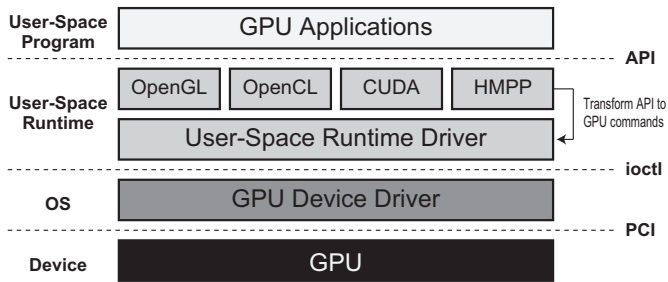 User-Space
Program
GPU Applications
API
User-Space
Runtime
OpenGL
OpenCL
CUDA
HMPP
Transform API to
GPU commands
User-Space Runtime Driver
ioctl
OS
GPU Device Driver
PCI
Device
GPU